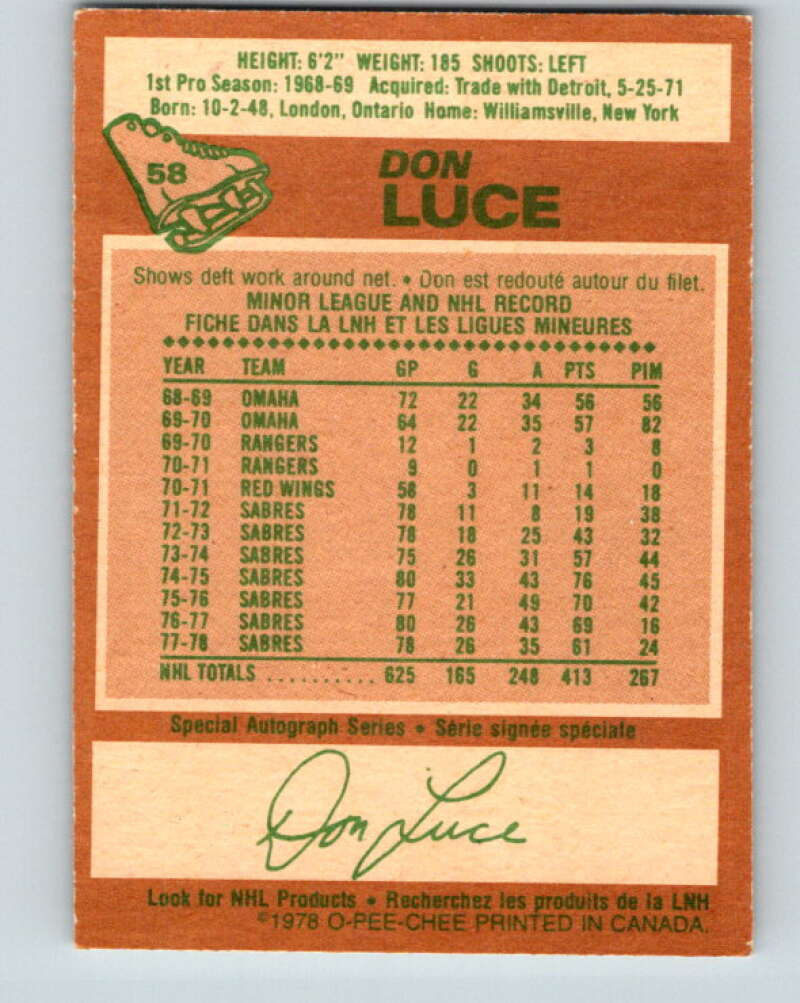 HEIGHT: 6'2" WEIGHT: 185 SHOOTS: LEFT
1st Pro Season: 1968-69 Acquired: Trade with Detroit, 5-25-71
Born: 10-2-48, London, Ontario Home: Williamsville, New York
58
DON
LUCE
Shows deft work around net. • Don est redouté autour du filet.
MINOR LEAGUE AND NHL RECORD
FICHE DANS LA LNH ET LES LIGUES MINEURES
YEAR TEAM GP G A PTS PIM
68-69 OMAHA 72 22 34 56 56
69-70 OMAHA 64 22 35 57 82
69-70 RANGERS 12 1 2 3 8
70-71 RANGERS 9 0 1 1 0
70-71 RED WINGS 58 3 11 14 18
71-72 SABRES 78 11 8 19 38
72-73 SABRES 78 18 25 43 32
73-74 SABRES 75 26 31 57 44
74-75 SABRES 80 33 43 76 45
75-76 SABRES 77 21 49 70 42
76-77 SABRES 80 26 43 69 16
77-78 SABRES 78 26 35 61 24
NHL TOTALS .......... 625 165 248 413 267
Special Autograph Series • Série signée spéciale
Don Luce
Look for NHL Products • Recherchez les produits de la LNH
©1978 O-PEE-CHEE PRINTED IN CANADA.